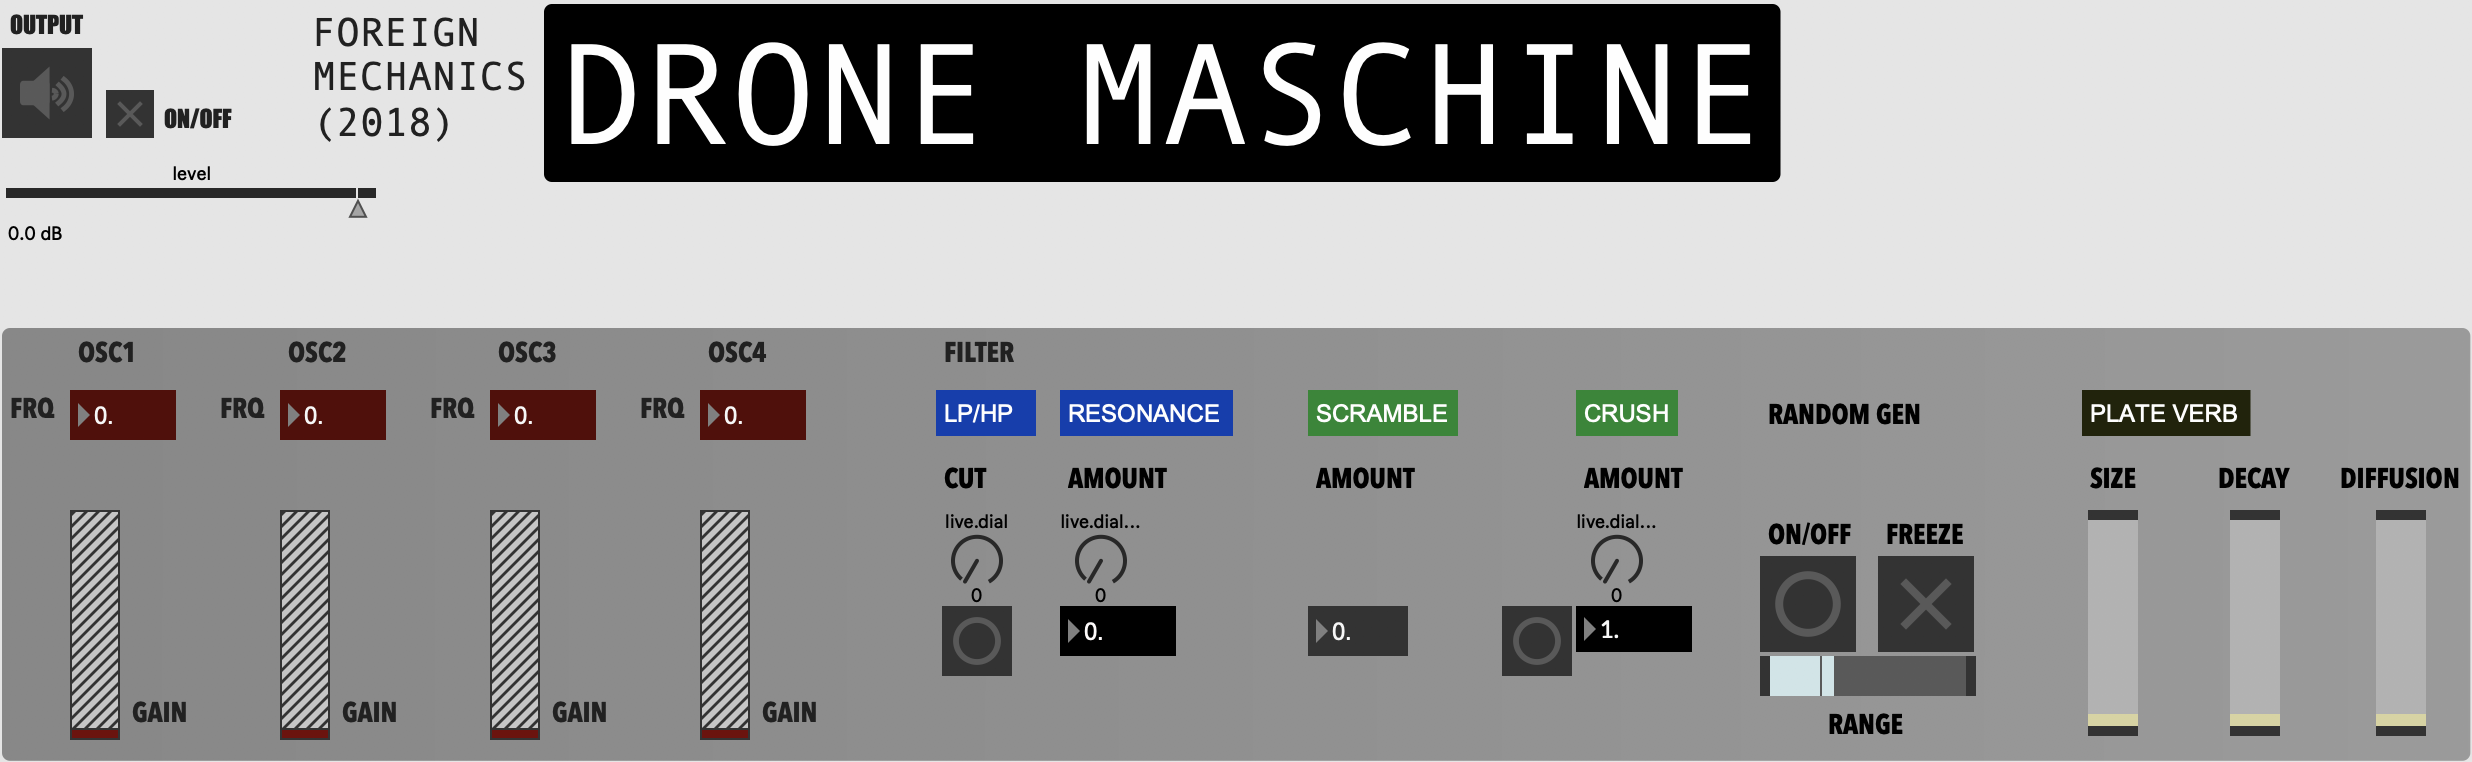 OUTPUT
ON/OFF
FOREIGN
MECHANICS
(2018)
DRONE MASCHINE
level
0.0 dB
OSC1 OSC2 OSC3 OSC4 FILTER
FRQ 0. FRQ 0. FRQ 0. FRQ 0. LP/HP RESONANCE SCRAMBLE CRUSH RANDOM GEN PLATE VERB
CUT AMOUNT AMOUNT AMOUNT SIZE DECAY DIFFUSION
live.dial live.dial... live.dial...
ON/OFF FREEZE
0 0 0
0. 0. 1.
GAIN GAIN GAIN GAIN RANGE